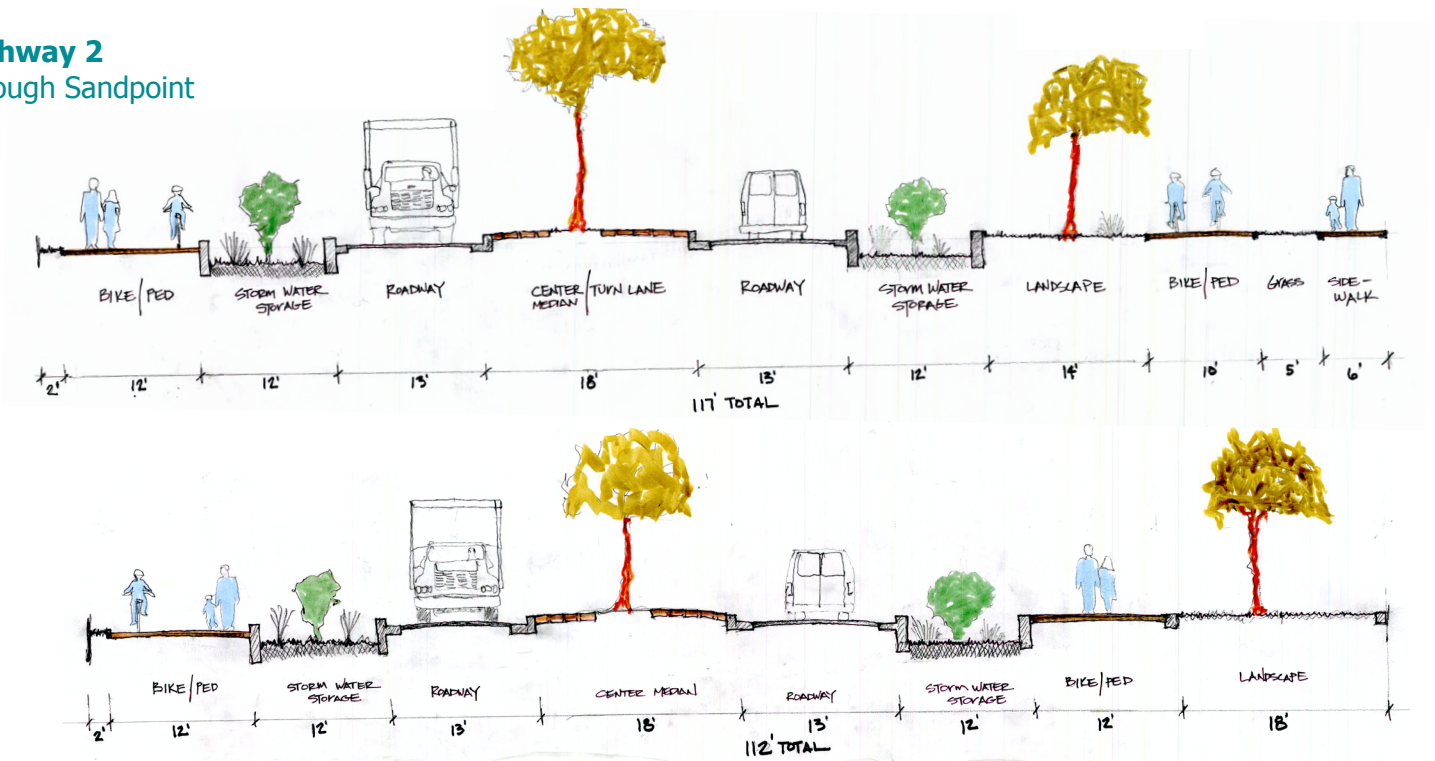 hway 2
ough Sandpoint
BIKE/PED
STORM WATER
STORAGE
ROADWAY
CENTER/TURN LANE
MEDIAN
ROADWAY
STORM WATER
STORAGE
LANDSCAPE
BIKE/PED
GRASS
SIDE-
WALK
2'
12'
12'
13'
18'
13'
12'
14'
10'
5'
6'
117' TOTAL
BIKE/PED
STORM WATER
STORAGE
ROADWAY
CENTER MEDIAN
ROADWAY
STORM WATER
STORAGE
BIKE/PED
LANDSCAPE
2'
12'
12'
13'
18'
13'
12'
12'
18'
112' TOTAL